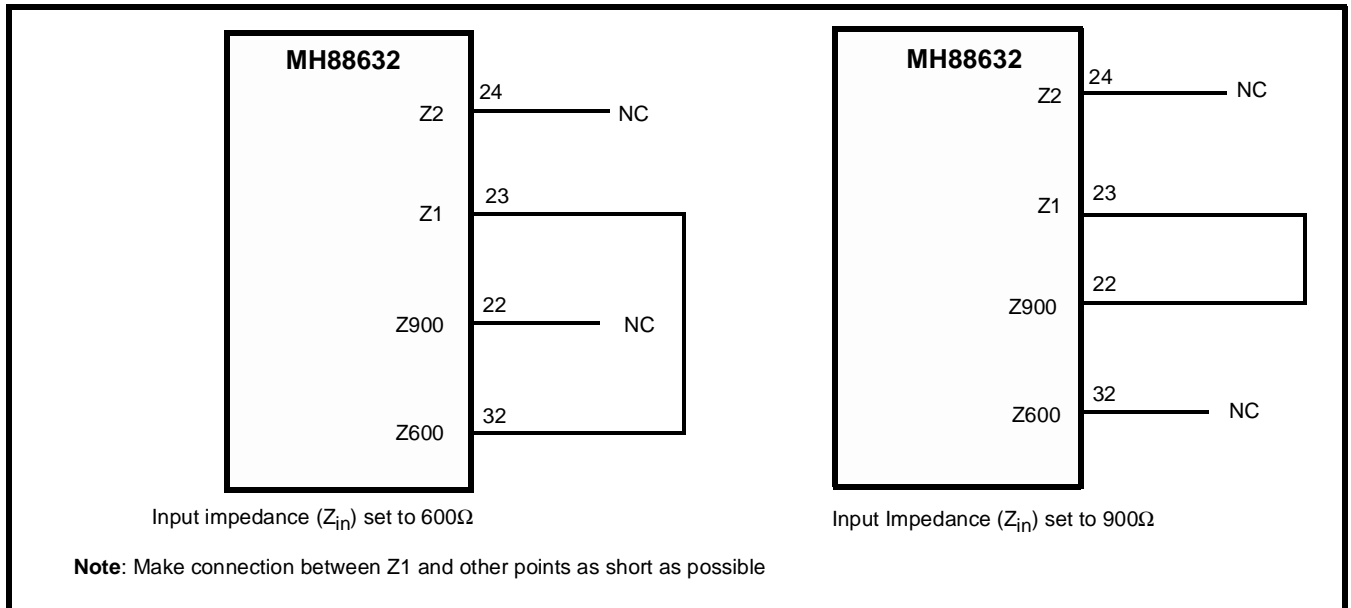 MH88632
Z2
24
NC
Z1
23
Z900
22
NC
Z600
32
Input impedance (Zin) set to 600Ω
MH88632
Z2
24
NC
Z1
23
Z900
22
Z600
32
NC
Input Impedance (Zin) set to 900Ω
Note: Make connection between Z1 and other points as short as possible